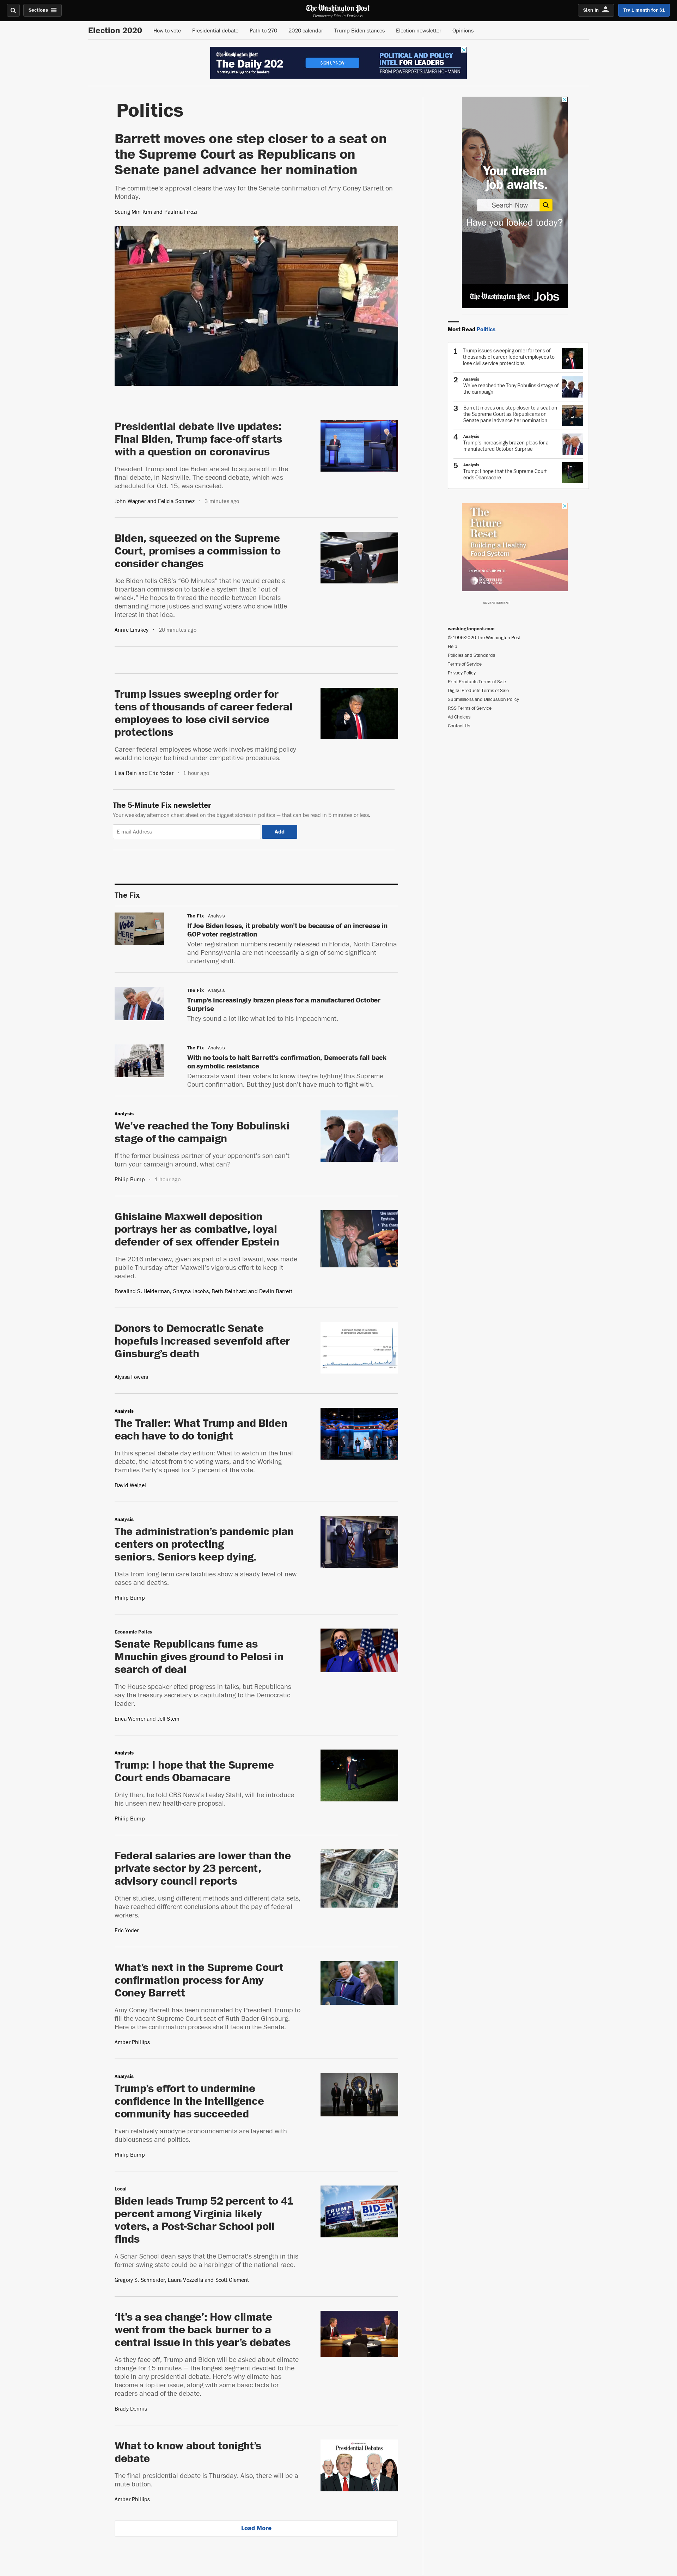 Sections
The Washington Post
Democracy Dies in Darkness
Sign In
Try 1 month for $1
Election 2020
How to vote
Presidential debate
Path to 270
2020 calendar
Trump-Biden stances
Election newsletter
Opinions
The Washington Post
The Daily 202
Morning intelligence for leaders
SIGN UP NOW
POLITICAL AND POLICY
INTEL FOR LEADERS
FROM POWERPOST'S JAMES HOHMANN
Politics
Barrett moves one step closer to a seat on
the Supreme Court as Republicans on
Senate panel advance her nomination
The committee's approval clears the way for the Senate confirmation of Amy Coney Barrett on
Monday.
Seung Min Kim and Paulina Firozi
Presidential debate live updates:
Final Biden, Trump face-off starts
with a question on coronavirus
President Trump and Joe Biden are set to square off in the
final debate, in Nashville. The second debate, which was
scheduled for Oct. 15, was canceled.
John Wagner and Felicia Sonmez • 3 minutes ago
Biden, squeezed on the Supreme
Court, promises a commission to
consider changes
Joe Biden tells CBS's "60 Minutes" that he would create a
bipartisan commission to tackle a system that's "out of
whack." He hopes to thread the needle between liberals
demanding more justices and swing voters who show little
interest in that idea.
Annie Linskey • 20 minutes ago
Trump issues sweeping order for
tens of thousands of career federal
employees to lose civil service
protections
Career federal employees whose work involves making policy
would no longer be hired under competitive procedures.
Lisa Rein and Eric Yoder • 1 hour ago
The 5-Minute Fix newsletter
Your weekday afternoon cheat sheet on the biggest stories in politics — that can be read in 5 minutes or less.
E-mail Address
Add
The Fix
The Fix Analysis
If Joe Biden loses, it probably won't be because of an increase in
GOP voter registration
Voter registration numbers recently released in Florida, North Carolina
and Pennsylvania are not necessarily a sign of some significant
underlying shift.
The Fix Analysis
Trump's increasingly brazen pleas for a manufactured October
Surprise
They sound a lot like what led to his impeachment.
The Fix Analysis
With no tools to halt Barrett's confirmation, Democrats fall back
on symbolic resistance
Democrats want their voters to know they're fighting this Supreme
Court confirmation. But they just don't have much to fight with.
Analysis
We've reached the Tony Bobulinski
stage of the campaign
If the former business partner of your opponent's son can't
turn your campaign around, what can?
Philip Bump • 1 hour ago
Ghislaine Maxwell deposition
portrays her as combative, loyal
defender of sex offender Epstein
The 2016 interview, given as part of a civil lawsuit, was made
public Thursday after Maxwell's vigorous effort to keep it
sealed.
Rosalind S. Helderman, Shayna Jacobs, Beth Reinhard and Devlin Barrett
Donors to Democratic Senate
hopefuls increased sevenfold after
Ginsburg's death
Alyssa Fowers
Analysis
The Trailer: What Trump and Biden
each have to do tonight
In this special debate day edition: What to watch in the final
debate, the latest from the voting wars, and the Working
Families Party's quest for 2 percent of the vote.
David Weigel
Analysis
The administration's pandemic plan
centers on protecting
seniors. Seniors keep dying.
Data from long-term care facilities show a steady level of new
cases and deaths.
Philip Bump
Economic Policy
Senate Republicans fume as
Mnuchin gives ground to Pelosi in
search of deal
The House speaker cited progress in talks, but Republicans
say the treasury secretary is capitulating to the Democratic
leader.
Erica Werner and Jeff Stein
Analysis
Trump: I hope that the Supreme
Court ends Obamacare
Only then, he told CBS News's Lesley Stahl, will he introduce
his unseen new health-care proposal.
Philip Bump
Federal salaries are lower than the
private sector by 23 percent,
advisory council reports
Other studies, using different methods and different data sets,
have reached different conclusions about the pay of federal
workers.
Eric Yoder
What's next in the Supreme Court
confirmation process for Amy
Coney Barrett
Amy Coney Barrett has been nominated by President Trump to
fill the vacant Supreme Court seat of Ruth Bader Ginsburg.
Here is the confirmation process she'll face in the Senate.
Amber Phillips
Analysis
Trump's effort to undermine
confidence in the intelligence
community has succeeded
Even relatively anodyne pronouncements are layered with
dubiousness and politics.
Philip Bump
Local
Biden leads Trump 52 percent to 41
percent among Virginia likely
voters, a Post-Schar School poll
finds
A Schar School dean says that the Democrat's strength in this
former swing state could be a harbinger of the national race.
Gregory S. Schneider, Laura Vozzella and Scott Clement
TRUMP
PENCE
BIDEN
'It's a sea change': How climate
went from the back burner to a
central issue in this year's debates
As they face off, Trump and Biden will be asked about climate
change for 15 minutes — the longest segment devoted to the
topic in any presidential debate. Here's why climate has
become a top-tier issue, along with some basic facts for
readers ahead of the debate.
Brady Dennis
What to know about tonight's
debate
The final presidential debate is Thursday. Also, there will be a
mute button.
Amber Phillips
Presidential Debates
Load More
Your dream
job awaits.
Search Now
Have you looked today?
The Washington Post Jobs
Most Read Politics
1 Trump issues sweeping order for tens of
thousands of career federal employees to
lose civil service protections
2 Analysis
We've reached the Tony Bobulinski stage of
the campaign
3 Barrett moves one step closer to a seat on
the Supreme Court as Republicans on
Senate panel advance her nomination
4 Analysis
Trump's increasingly brazen pleas for a
manufactured October Surprise
5 Analysis
Trump: I hope that the Supreme Court
ends Obamacare
The
Future
Reset
Building a Healthy
Food System
IN PARTNERSHIP WITH
ADVERTISEMENT
washingtonpost.com
© 1996-2020 The Washington Post
Help
Policies and Standards
Terms of Service
Privacy Policy
Print Products Terms of Sale
Digital Products Terms of Sale
Submissions and Discussion Policy
RSS Terms of Service
Ad Choices
Contact Us